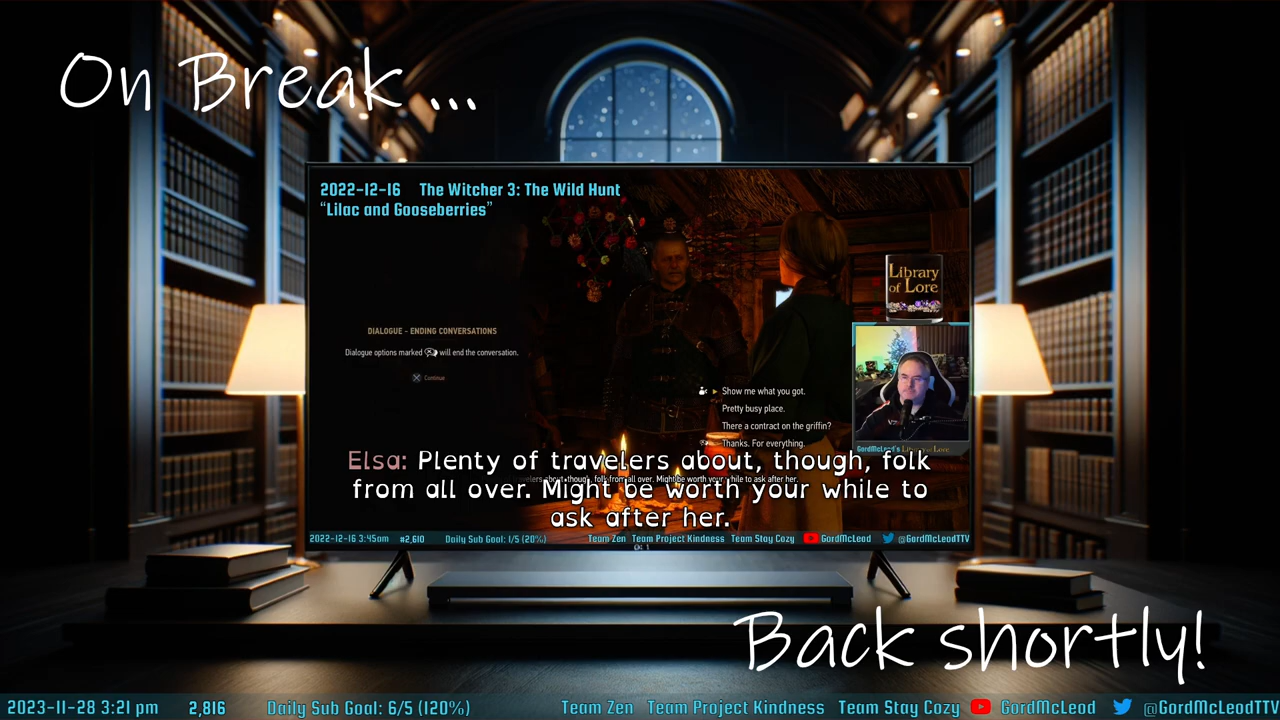 On Break ...
2022-12-16 The Witcher 3: The Wild Hunt
“Lilac and Gooseberries”
Library
of Lore
DIALOGUE - ENDING CONVERSATIONS
Dialogue options marked will end the conversation.
Continue
Show me what you got.
Pretty busy place.
There a contract on the griffin?
Thanks. For everything.
GordMcLeod's Lore
Elsa: Plenty of travelers about, though, folk
from all over. Might be worth your while to
ask after her.
2022-12-16 3:45am #2,610 Daily Sub Goal: 1/5 (20%) Team Zen Team Project Kindness Team Stay Cozy GordMcLeod @GordMcLeodTTV
Back shortly!
2023-11-28 3:21 pm 2,816 Daily Sub Goal: 6/5 (120%) Team Zen Team Project Kindness Team Stay Cozy GordMcLeod @GordMcLeodTTV